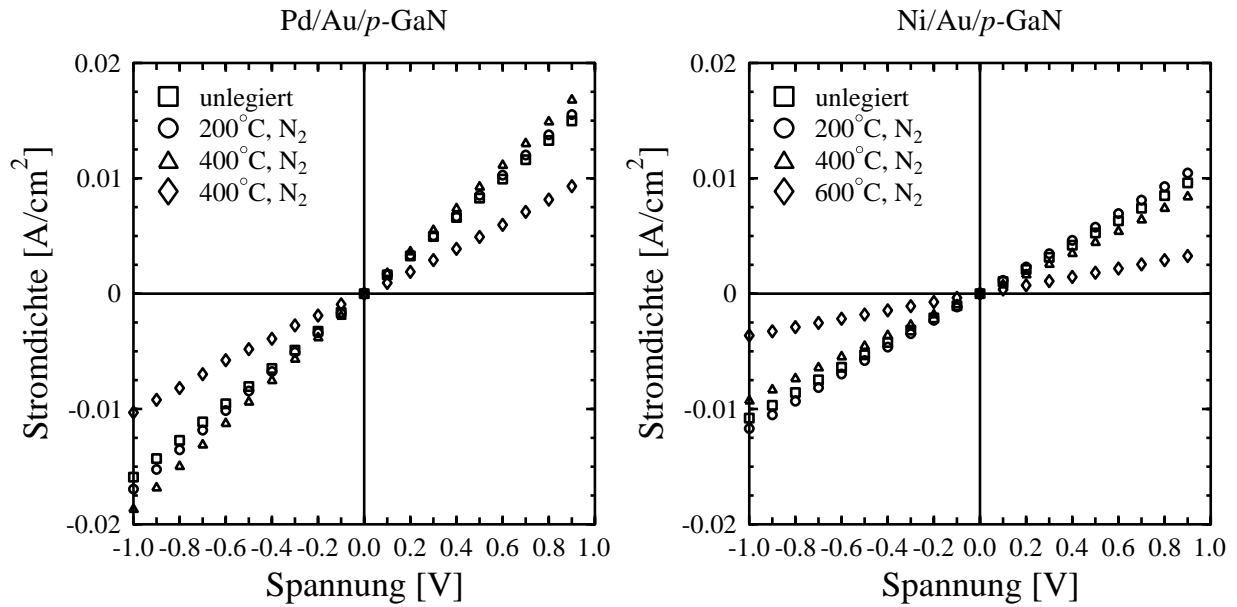 Pd/Au/p-GaN
Stromdichte [A/cm²]
0.02
0.01
0
-0.01
-0.02
unlegiert
200°C, N₂
400°C, N₂
400°C, N₂
-1.0 -0.8 -0.6 -0.4 -0.2 0.0 0.2 0.4 0.6 0.8 1.0
Spannung [V]
Ni/Au/p-GaN
Stromdichte [A/cm²]
0.02
0.01
0
-0.01
-0.02
unlegiert
200°C, N₂
400°C, N₂
600°C, N₂
-1.0 -0.8 -0.6 -0.4 -0.2 0.0 0.2 0.4 0.6 0.8 1.0
Spannung [V]